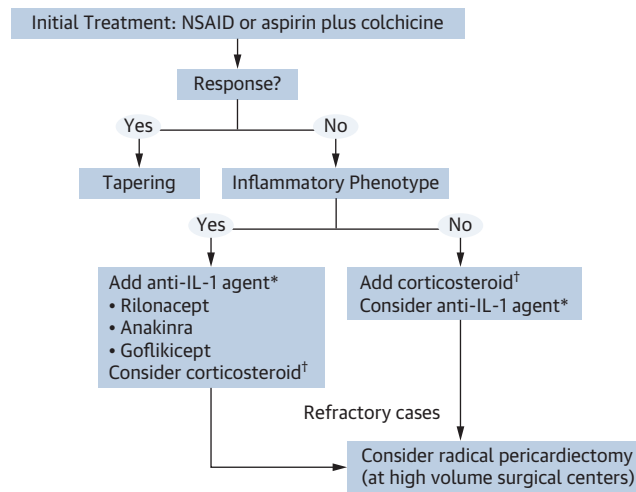 Initial Treatment: NSAID or aspirin plus colchicine
Response?
Yes
No
Tapering
Inflammatory Phenotype
Yes
No
Add anti-IL-1 agent*
• Rilonacept
• Anakinra
• Goflikicept
Consider corticosteroid†
Add corticosteroid†
Consider anti-IL-1 agent*
Refractory cases
Consider radical pericardiectomy
(at high volume surgical centers)